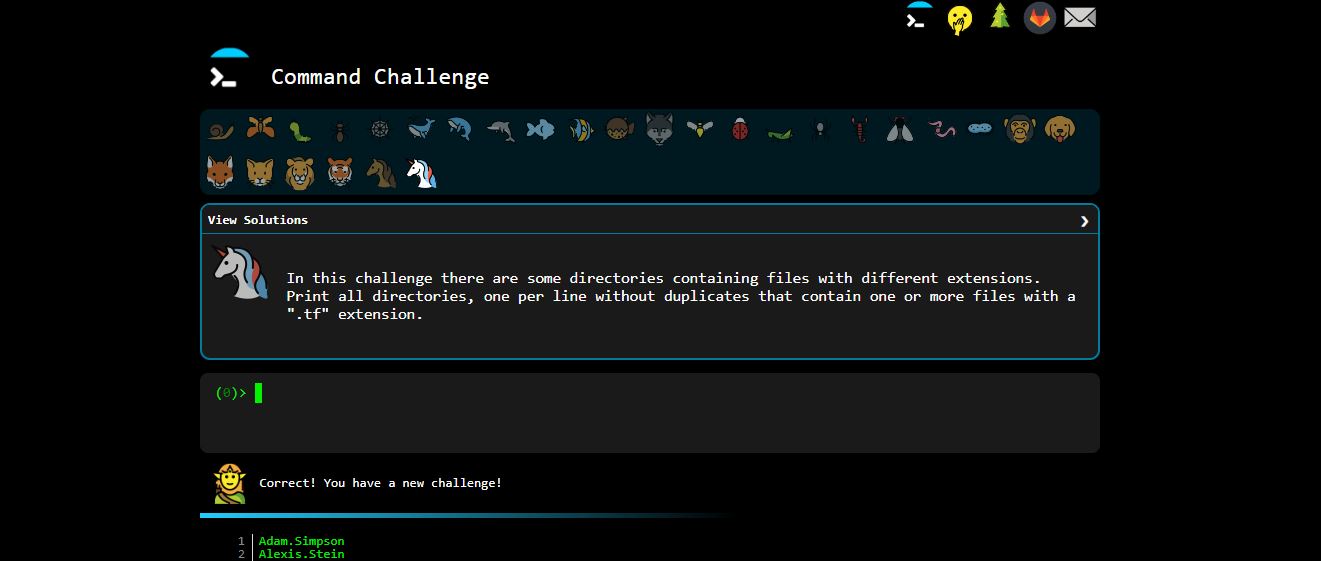 Command Challenge
View Solutions
In this challenge there are some directories containing files with different extensions.
Print all directories, one per line without duplicates that contain one or more files with a
".tf" extension.
(0)>
Correct! You have a new challenge!
1 Adam.Simpson
2 Alexis.Stein